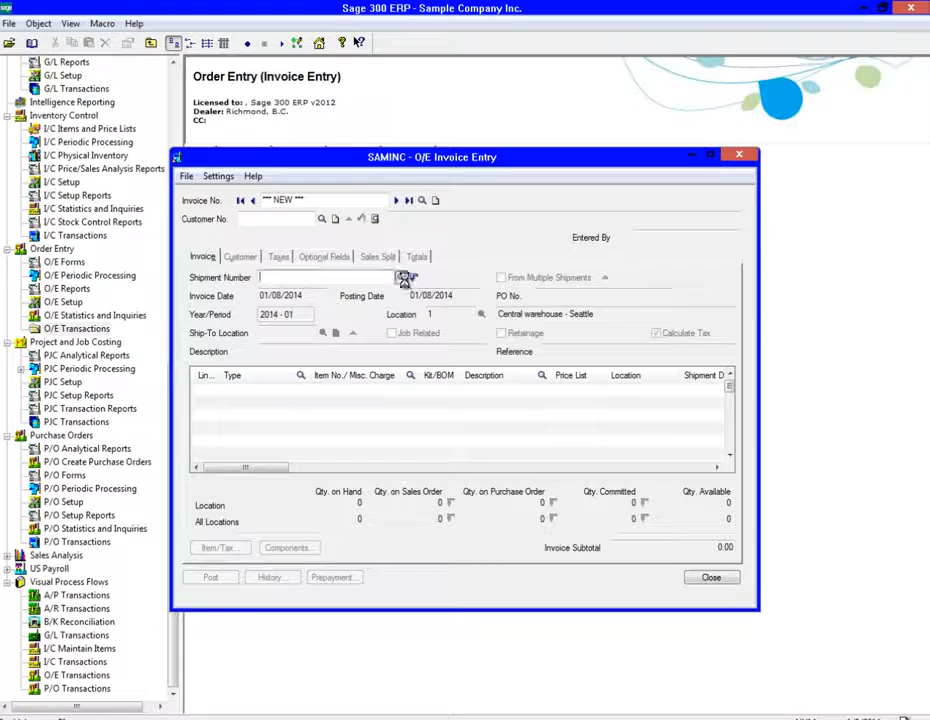 Sage 300 ERP - Sample Company Inc.
File Object View Macro Help
G/L Reports
G/L Setup
G/L Transactions
Intelligence Reporting
Inventory Control
I/C Items and Price Lists
I/C Periodic Processing
I/C Physical Inventory
I/C Price/Sales Analysis Reports
I/C Setup
I/C Setup Reports
I/C Statistics and Inquiries
I/C Stock Control Reports
I/C Transactions
Order Entry
O/E Forms
O/E Periodic Processing
O/E Reports
O/E Setup
O/E Statistics and Inquiries
O/E Transactions
Project and Job Costing
PJC Analytical Reports
PJC Periodic Processing
PJC Setup
PJC Setup Reports
PJC Transaction Reports
PJC Transactions
Purchase Orders
P/O Analytical Reports
P/O Create Purchase Orders
P/O Forms
P/O Periodic Processing
P/O Setup
P/O Setup Reports
P/O Statistics and Inquiries
P/O Transactions
Sales Analysis
US Payroll
Visual Process Flows
A/P Transactions
A/R Transactions
B/K Reconciliation
G/L Transactions
I/C Maintain Items
I/C Transactions
O/E Transactions
P/O Transactions
Order Entry (Invoice Entry)
Licensed to: , Sage 300 ERP v2012
Dealer: Richmond, B.C.
CC:
SAMINC - O/E Invoice Entry
File Settings Help
Invoice No. *** NEW ***
Customer No.
Entered By
Invoice Customer Taxes Optional Fields Sales Split Totals
Shipment Number From Multiple Shipments
Invoice Date 01/08/2014 Posting Date 01/08/2014 PO No.
Year/Period 2014 - 01 Location 1 Central warehouse - Seattle
Ship-To Location Job Related Retainage Calculate Tax
Description Reference
Lin... Type Item No./ Misc. Charge Kit/BOM Description Price List Location Shipment D
Qty. on Hand Qty. on Sales Order Qty. on Purchase Order Qty. Committed Qty. Available
Location 0 0 0 0 0
All Locations 0 0 0 0 0
Item/Tax... Components... Invoice Subtotal 0.00
Post History... Prepayment... Close